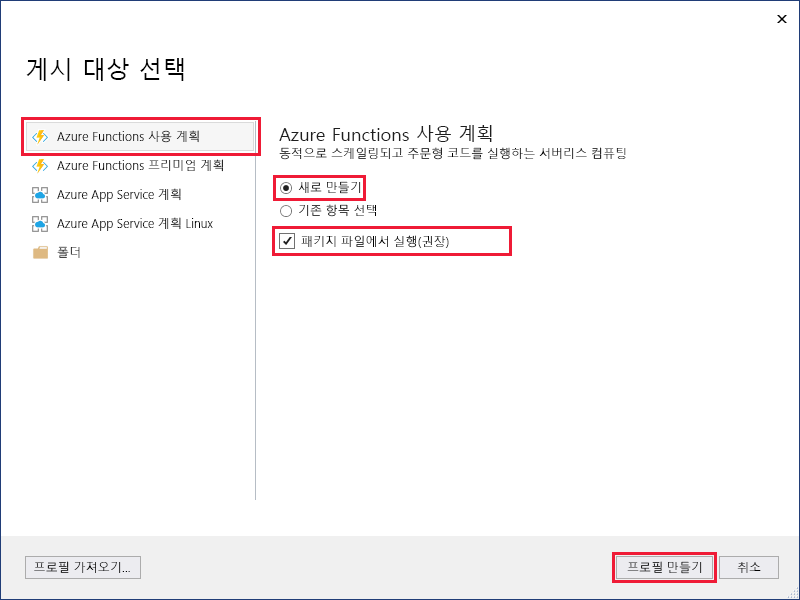 게시 대상 선택
Azure Functions 사용 계획
Azure Functions 프리미엄 계획
Azure App Service 계획
Azure App Service 계획 Linux
폴더
Azure Functions 사용 계획
동적으로 스케일링되고 주문형 코드를 실행하는 서버리스 컴퓨팅
새로 만들기
기존 항목 선택
패키지 파일에서 실행(권장)
프로필 가져오기...
프로필 만들기
취소